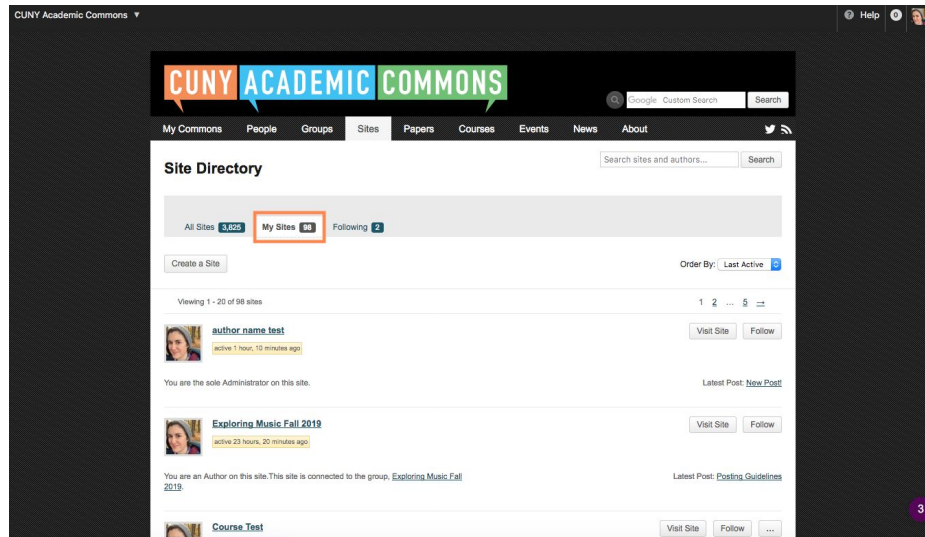 CUNY Academic Commons ▼
Help 0
CUNY ACADEMIC COMMONS
Google Custom Search Search
My Commons People Groups Sites Papers Courses Events News About
Site Directory
Search sites and authors... Search
All Sites 3,825 My Sites 98 Following 2
Create a Site
Order By: Last Active
Viewing 1 - 20 of 98 sites
1 2 ... 5 →
author name test
Visit Site Follow
active 1 hour, 10 minutes ago
You are the sole Administrator on this site.
Latest Post: New Post!
Exploring Music Fall 2019
Visit Site Follow
active 23 hours, 20 minutes ago
You are an Author on this site.This site is connected to the group, Exploring Music Fall
2019.
Latest Post: Posting Guidelines
Course Test
Visit Site Follow ...
3